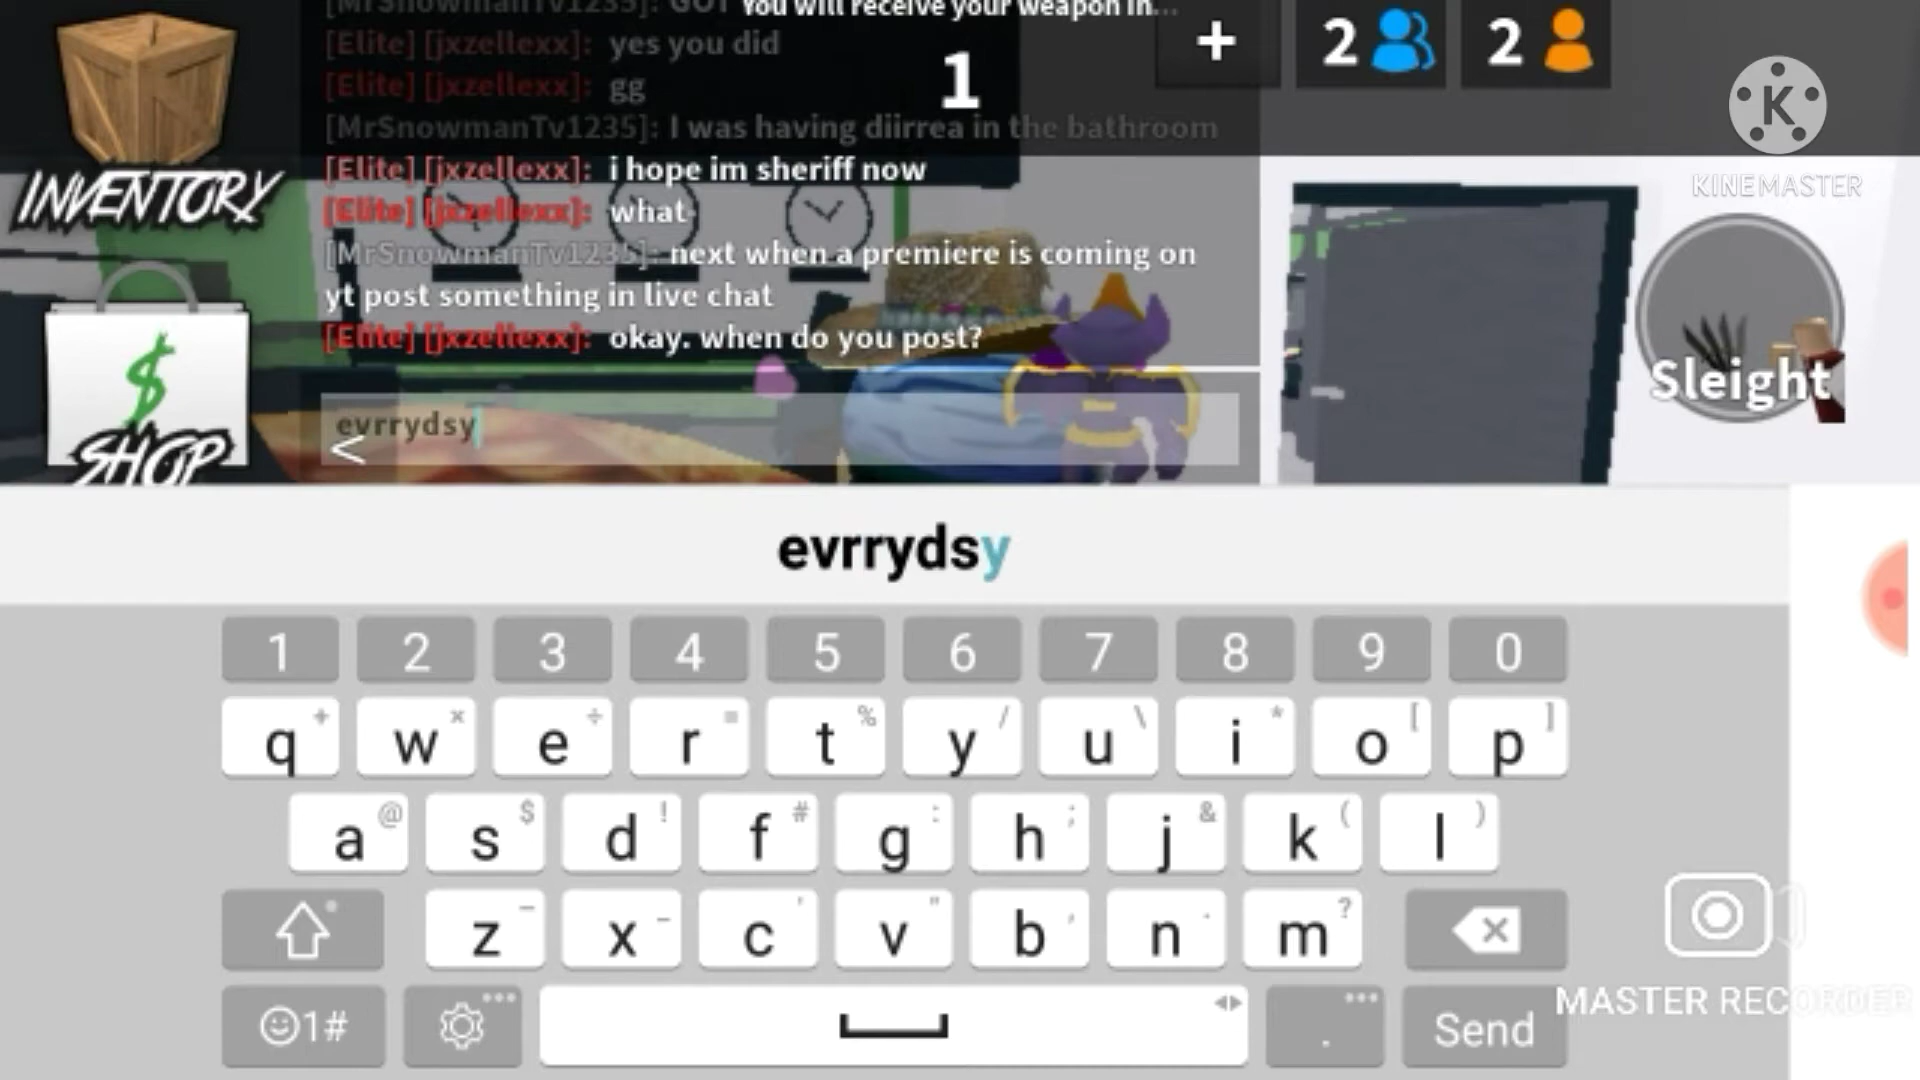 [MrSnowmanTv1235]: GOT
You will receive your weapon in...
[Elite] [jxzellexx]: yes you did
1
[Elite] [jxzellexx]: gg
[MrSnowmanTv1235]: I was having diirrea in the bathroom
[Elite] [jxzellexx]: i hope im sheriff now
[Elite] [jxzellexx]: what-
[MrSnowmanTv1235]: next when a premiere is coming on
yt post something in live chat
[Elite] [jxzellexx]: okay. when do you post?
evrrydsy
<
INVENTORY
$
SHOP
+
2
2
K
KINEMASTER
Sleight
evrrydsy
1 2 3 4 5 6 7 8 9 0
q + w × e ÷ r = t % y / u \ i * o [ p ]
a @ s $ d ! f # g : h ; j & k ( l )
z – x - c ' v " b , n . m ?
1# . Send
MASTER RECORDER